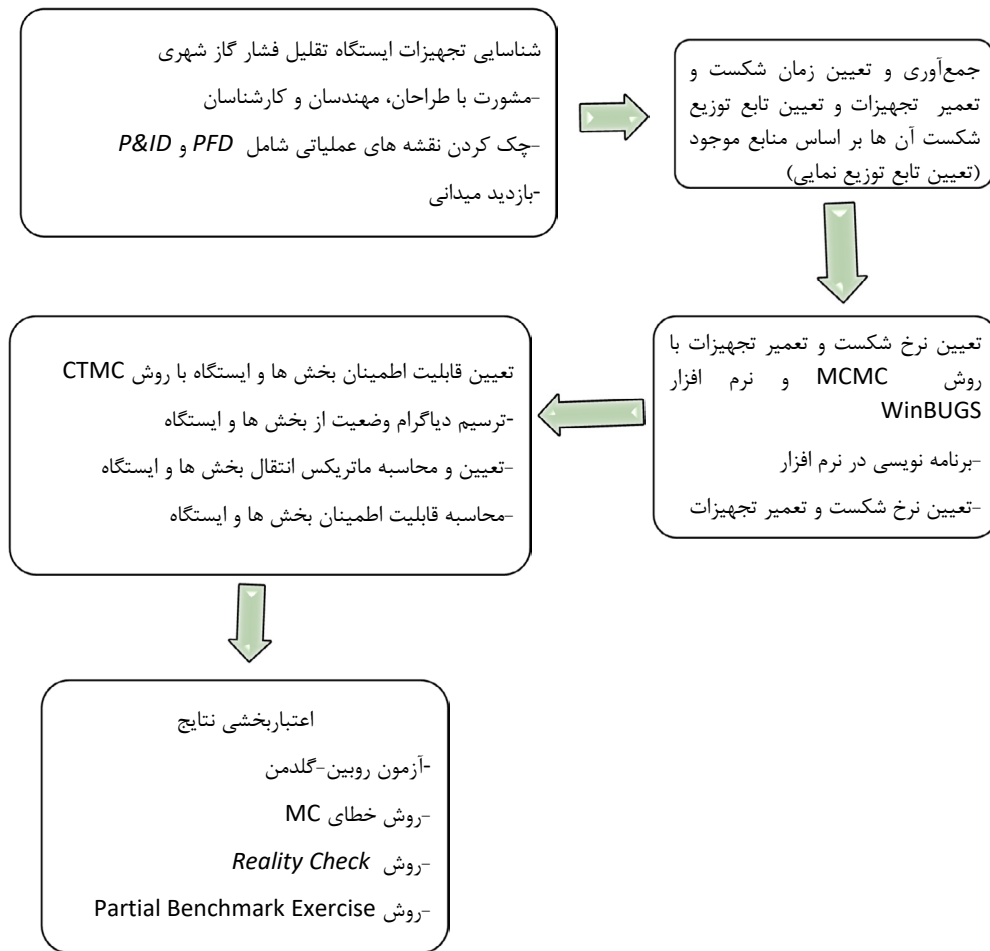 شناسایی تجهیزات ایستگاه تقلیل فشار گاز شهری
-مشورت با طراحان، مهندسان و کارشناسان
-چک کردن نقشه های عملیاتی شامل PFD و P&ID
-بازدید میدانی
جمع‌آوری و تعیین زمان شکست و
تعمیر تجهیزات و تعیین تابع توزیع
شکست آن ها بر اساس منابع موجود
(تعیین تابع توزیع نمایی)
تعیین نرخ شکست و تعمیر تجهیزات با
روش MCMC و نرم افزار
WinBUGS
-برنامه نویسی در نرم افزار
-تعیین نرخ شکست و تعمیر تجهیزات
تعیین قابلیت اطمینان بخش ها و ایستگاه با روش CTMC
-ترسیم دیاگرام وضعیت از بخش ها و ایستگاه
-تعیین و محاسبه ماتریکس انتقال بخش ها و ایستگاه
-محاسبه قابلیت اطمینان بخش ها و ایستگاه
اعتباربخشی نتایج
-آزمون روبین-گلدمن
-روش خطای MC
-روش Reality Check
-روش Partial Benchmark Exercise